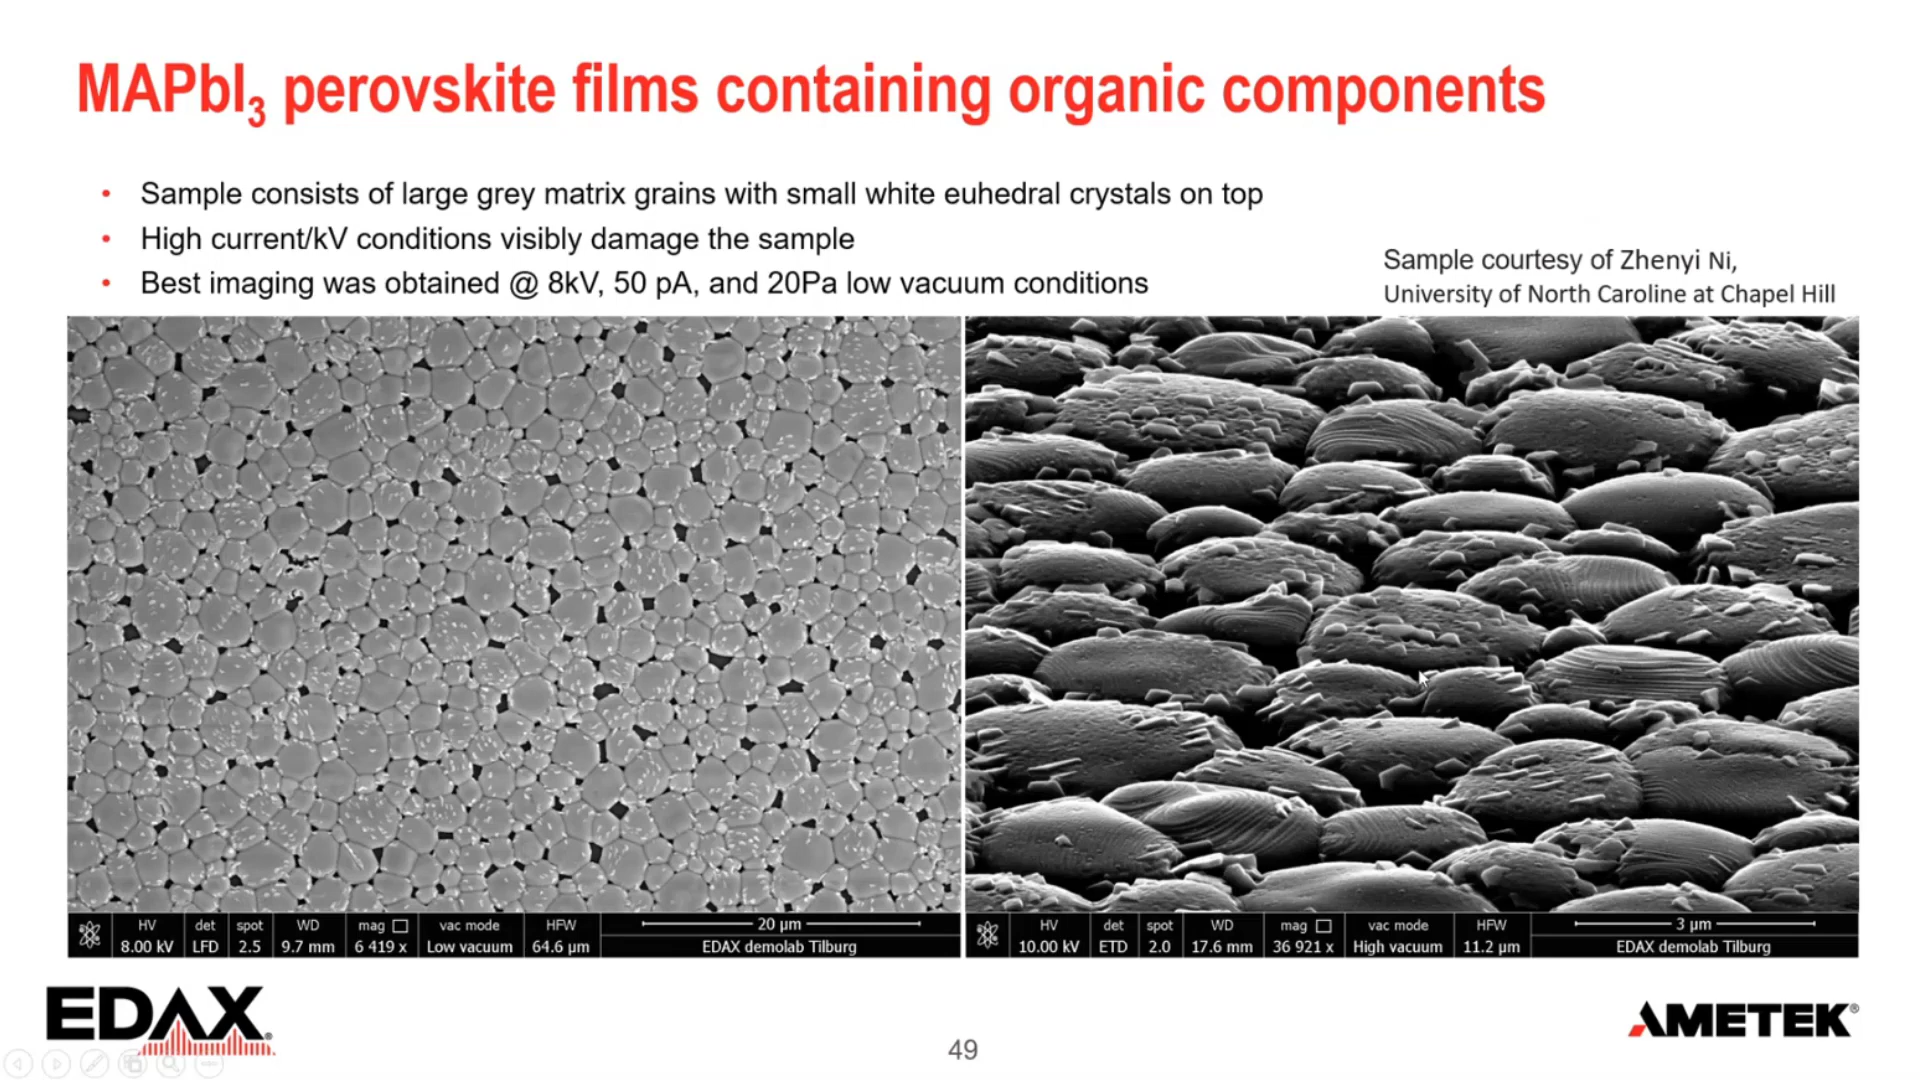 MAPbI₃ perovskite films containing organic components
• Sample consists of large grey matrix grains with small white euhedral crystals on top
• High current/kV conditions visibly damage the sample
• Best imaging was obtained @ 8kV, 50 pA, and 20Pa low vacuum conditions
Sample courtesy of Zhenyi Ni,
University of North Caroline at Chapel Hill
HV det spot WD mag vac mode HFW 20 µm
8.00 kV LFD 2.5 9.7 mm 6 419 x Low vacuum 64.6 µm EDAX demolab Tilburg
HV det spot WD mag vac mode HFW 3 µm
10.00 kV ETD 2.0 17.6 mm 36 921 x High vacuum 11.2 µm EDAX demolab Tilburg
EDAX®
49
AMETEK®